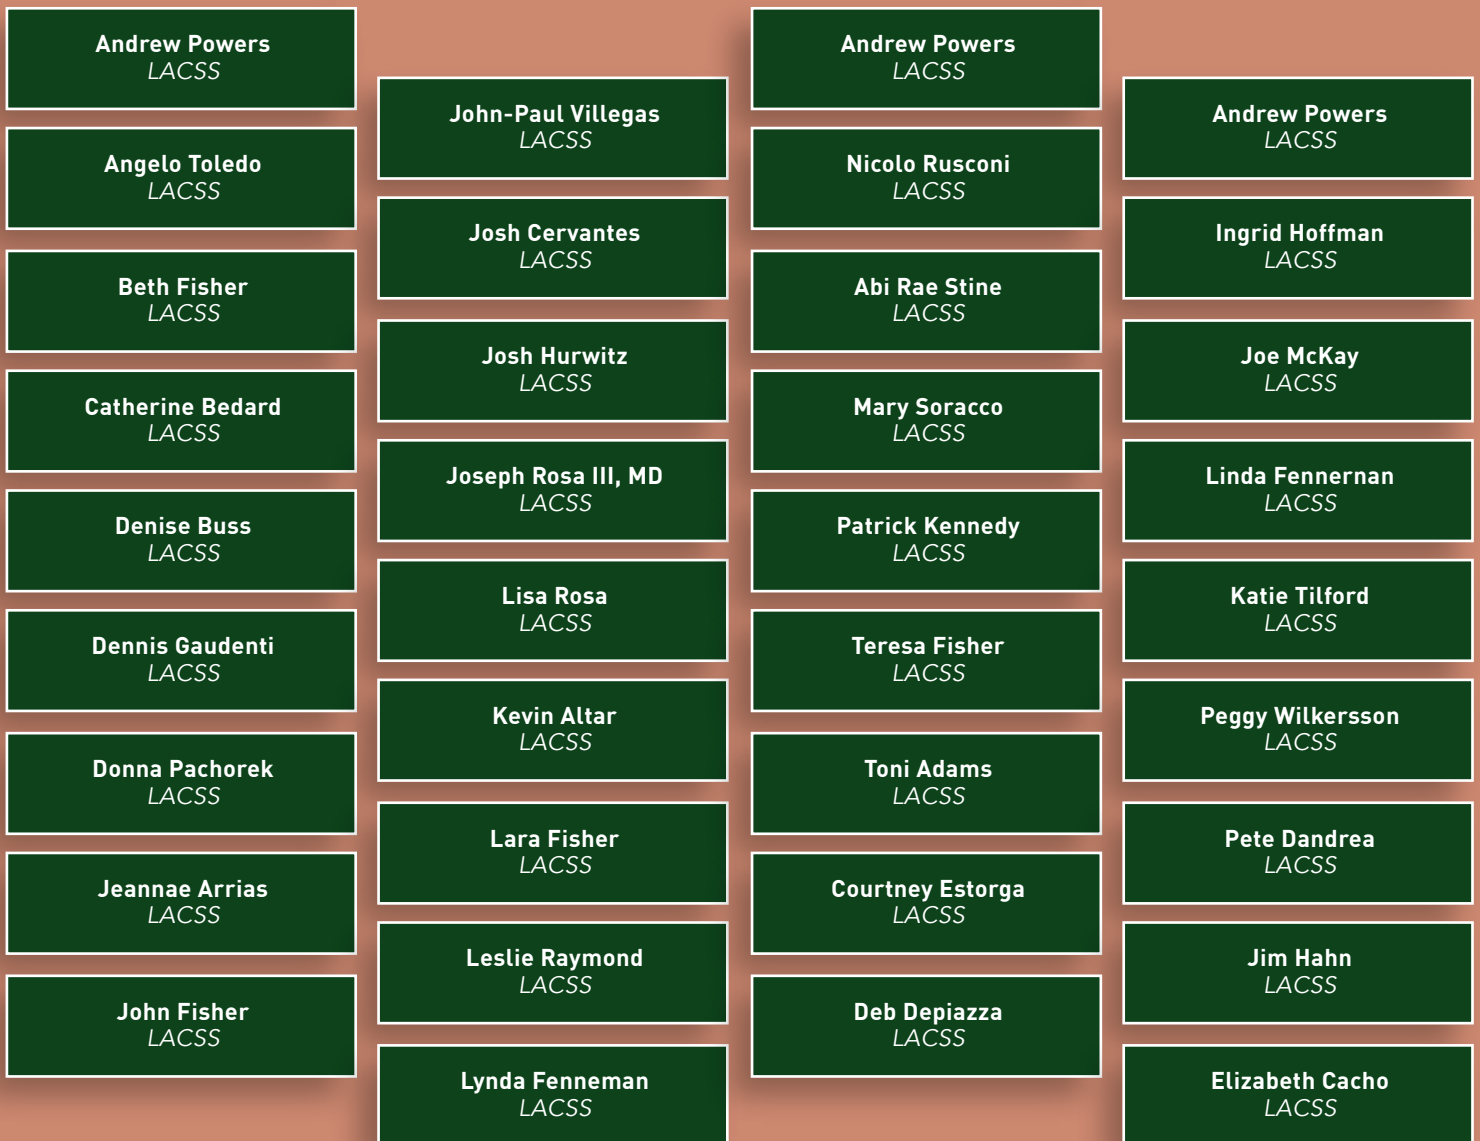 Andrew Powers
LACSS
Angelo Toledo
LACSS
Beth Fisher
LACSS
Catherine Bedard
LACSS
Denise Buss
LACSS
Dennis Gaudenti
LACSS
Donna Pachorek
LACSS
Jeannae Arrias
LACSS
John Fisher
LACSS
John-Paul Villegas
LACSS
Josh Cervantes
LACSS
Josh Hurwitz
LACSS
Joseph Rosa III, MD
LACSS
Lisa Rosa
LACSS
Kevin Altar
LACSS
Lara Fisher
LACSS
Leslie Raymond
LACSS
Lynda Fenneman
LACSS
Andrew Powers
LACSS
Nicolo Rusconi
LACSS
Abi Rae Stine
LACSS
Mary Soracco
LACSS
Patrick Kennedy
LACSS
Teresa Fisher
LACSS
Toni Adams
LACSS
Courtney Estorga
LACSS
Deb Depiazza
LACSS
Andrew Powers
LACSS
Ingrid Hoffman
LACSS
Joe McKay
LACSS
Linda Fennernan
LACSS
Katie Tilford
LACSS
Peggy Wilkersson
LACSS
Pete Dandrea
LACSS
Jim Hahn
LACSS
Elizabeth Cacho
LACSS